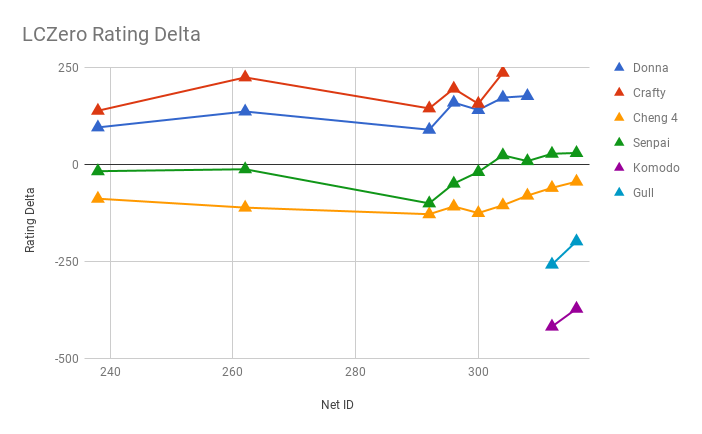 LCZero Rating Delta
250
0
-250
-500
Rating Delta
240
260
280
300
Net ID
Donna
Crafty
Cheng 4
Senpai
Komodo
Gull